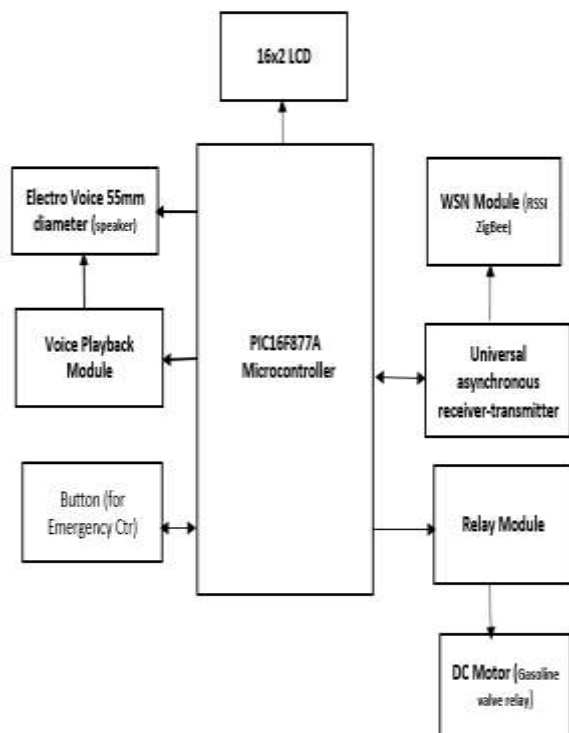 16x2 LCD
Electro Voice 55mm
diameter (speaker)
WSN Module (RSSI
ZigBee)
Voice Playback
Module
PIC16F877A
Microcontroller
Universal
asynchronous
receiver-transmitter
Button (for
Emergency Ctr)
Relay Module
DC Motor (Gasoline
valve relay)